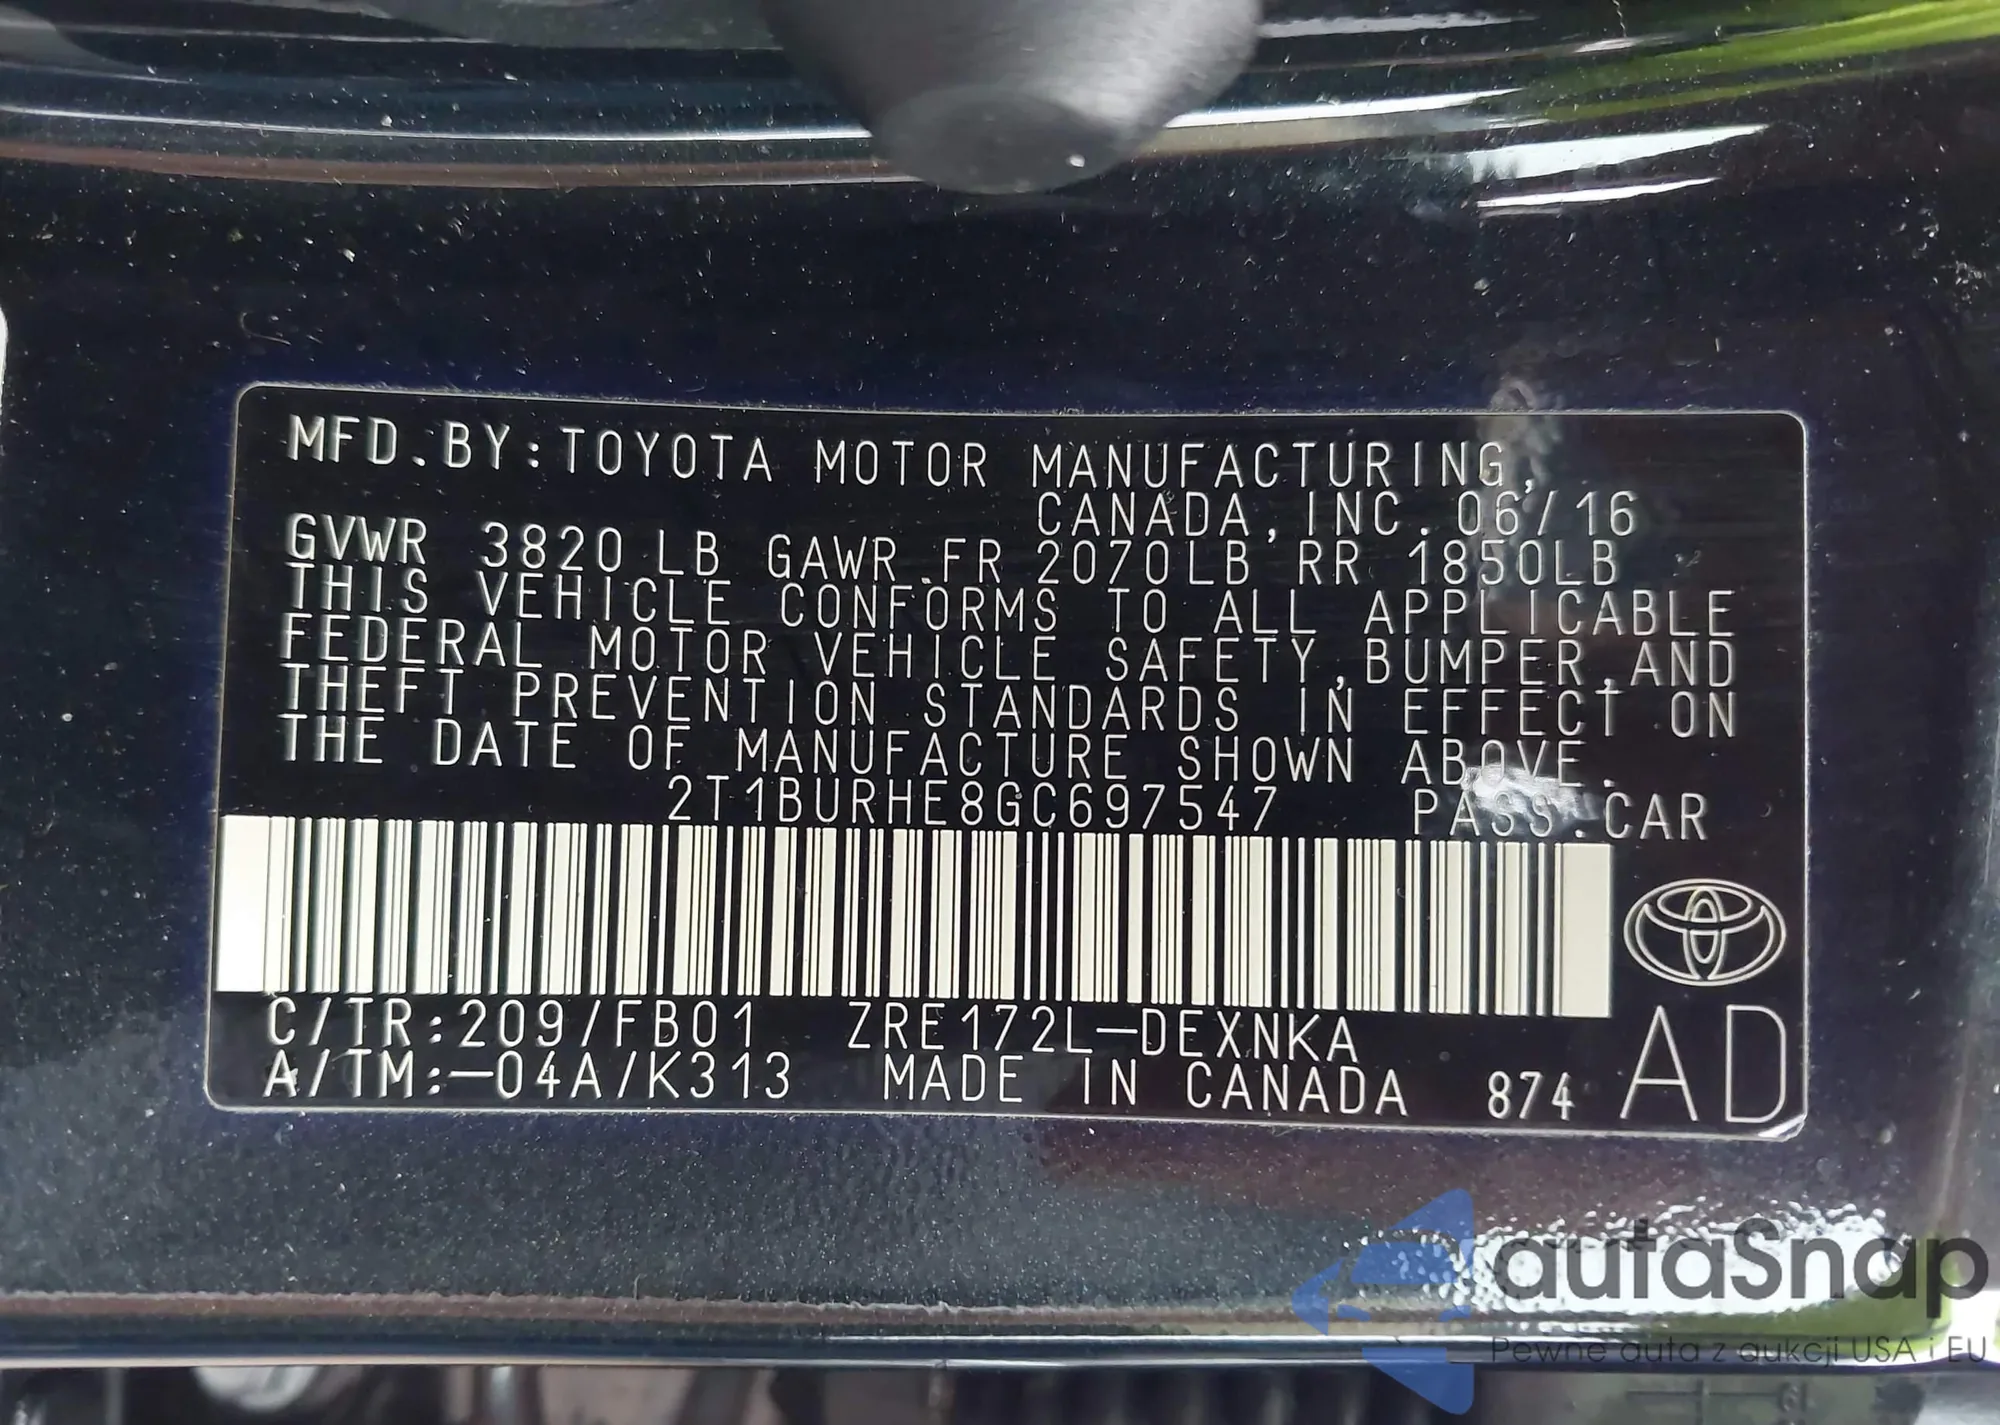 MFD.BY:TOYOTA MOTOR MANUFACTURING,
CANADA,INC. 06/16
GVWR 3820 LB GAWR FR 2070LB RR 1850LB
THIS VEHICLE CONFORMS TO ALL APPLICABLE
FEDERAL MOTOR VEHICLE SAFETY,BUMPER,AND
THEFT PREVENTION STANDARDS IN EFFECT ON
THE DATE OF MANUFACTURE SHOWN ABOVE.
2T1BURHE8GC697547 PASS.CAR
C/TR:209/FB01 ZRE172L-DEXNKA
A/TM:-04A/K313 MADE IN CANADA 874 AD
autaSnap
Pewne auta z aukcji USA i EU